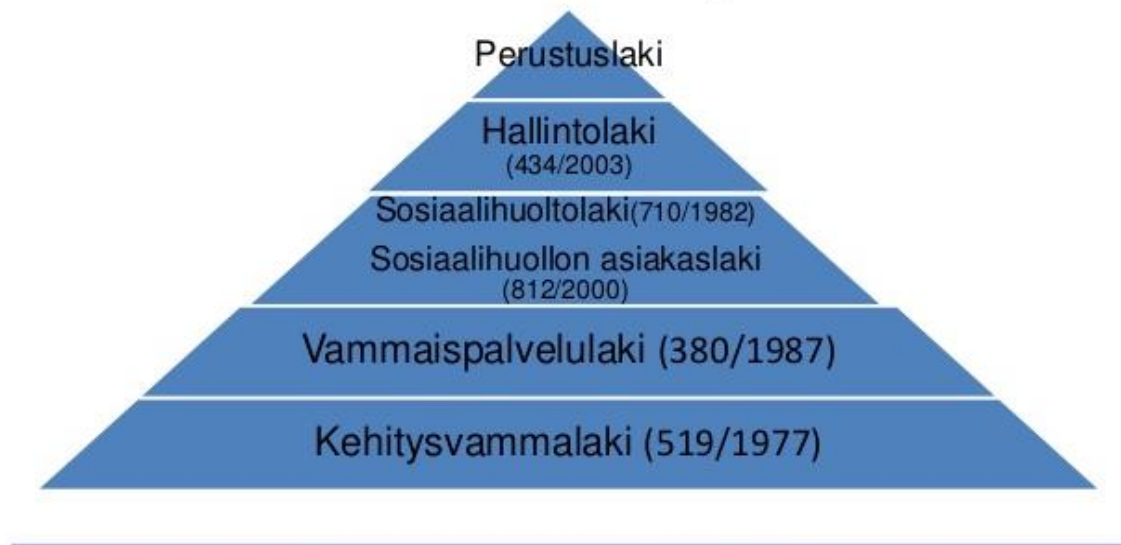 Perustuslaki
Hallintolaki
(434/2003)
Sosiaalihuoltolaki(710/1982)
Sosiaalihuollon asiakaslaki
(812/2000)
Vammaispalvelulaki (380/1987)
Kehitysvammalaki (519/1977)